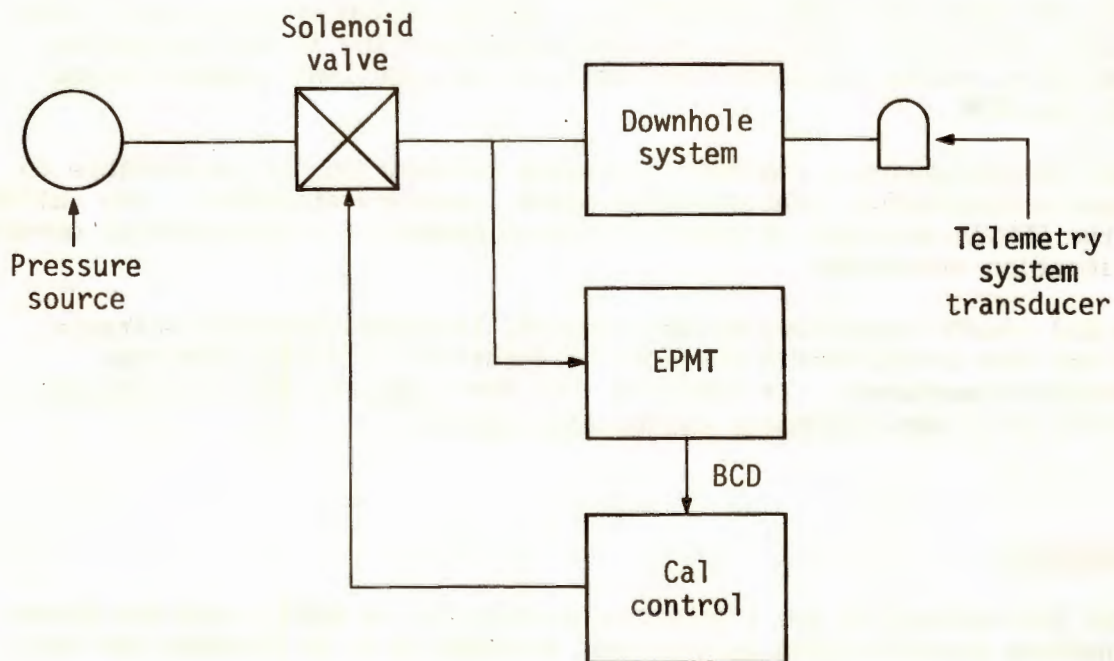 Solenoid
valve
Downhole
system
Pressure
source
Telemetry
system
transducer
EPMT
BCD
Cal
control